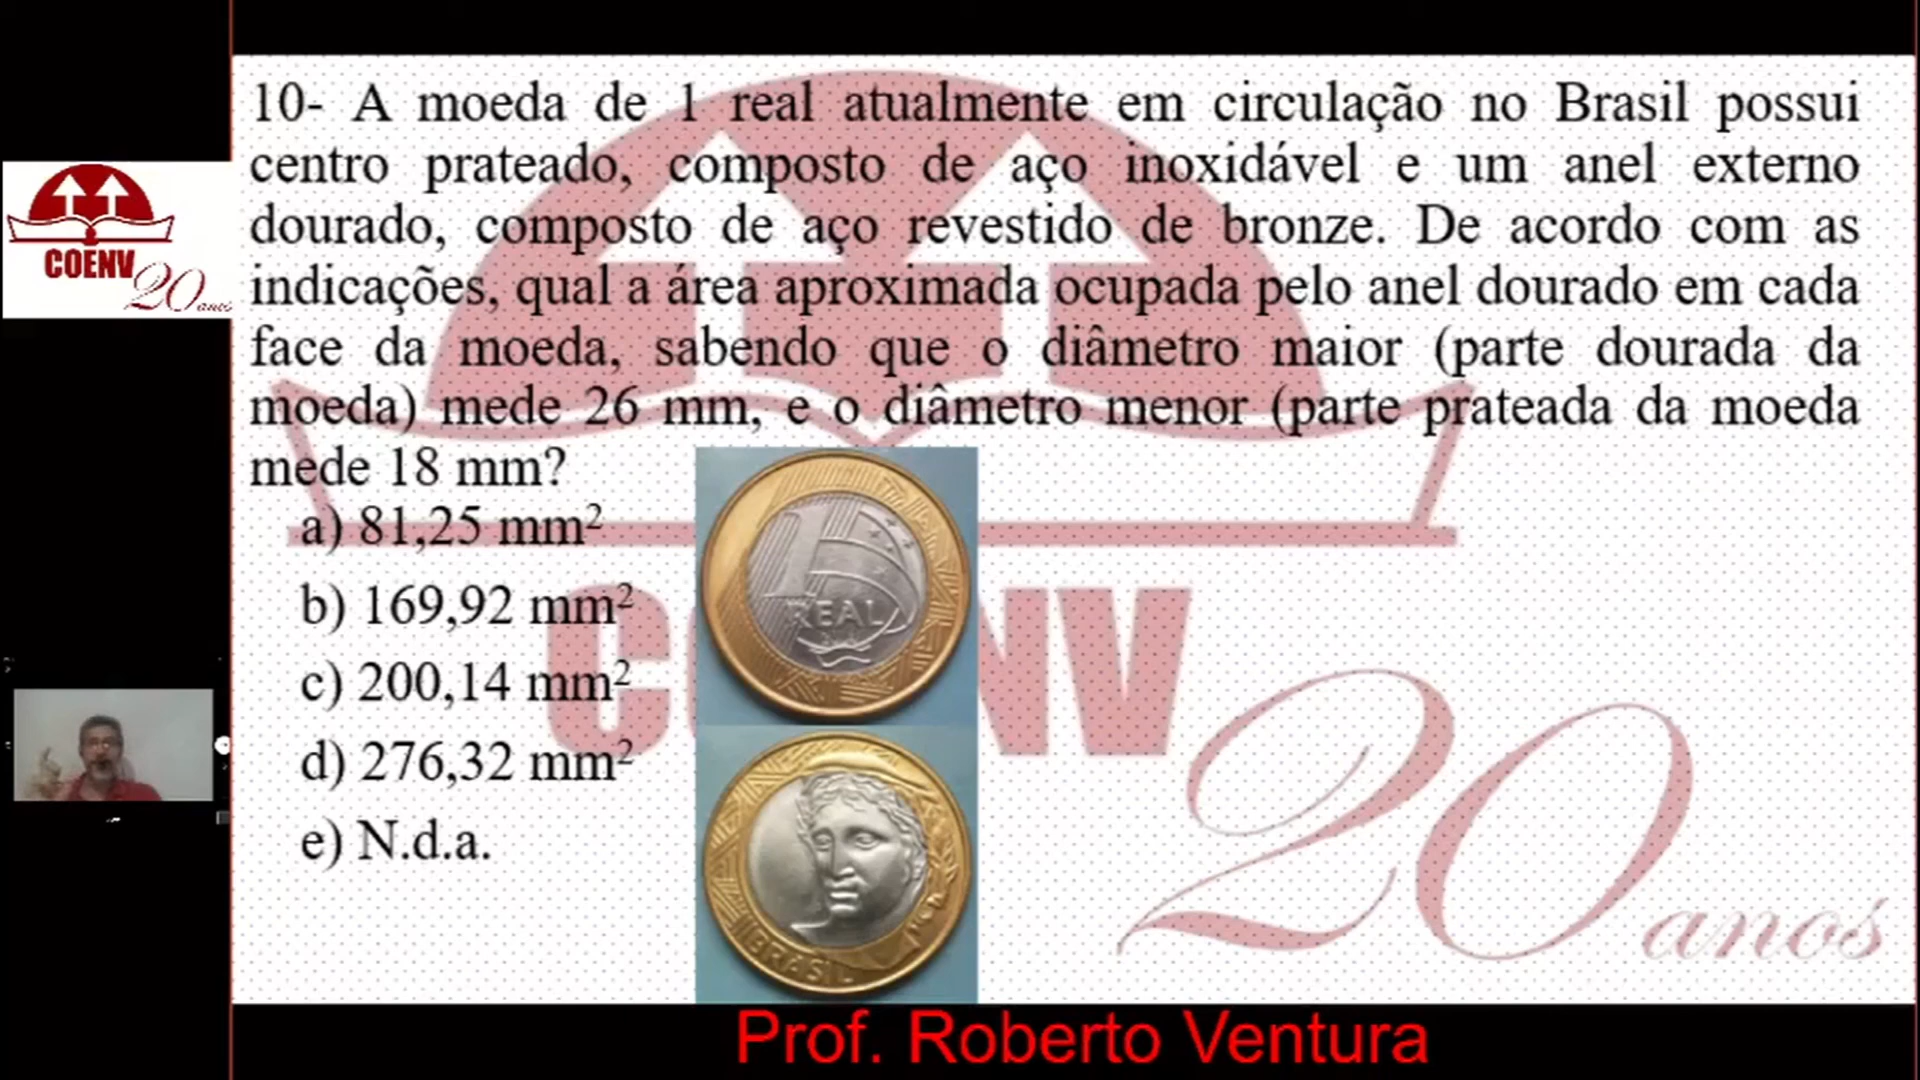 10- A moeda de 1 real atualmente em circulação no Brasil possui
centro prateado, composto de aço inoxidável e um anel externo
dourado, composto de aço revestido de bronze. De acordo com as
indicações, qual a área aproximada ocupada pelo anel dourado em cada
face da moeda, sabendo que o diâmetro maior (parte dourada da
moeda) mede 26 mm, e o diâmetro menor (parte prateada da moeda
mede 18 mm?
a) 81,25 mm²
b) 169,92 mm²
c) 200,14 mm²
d) 276,32 mm²
e) N.d.a.
1
REAL
BRASIL
COENV
20 anos
COENV
20 anos
Prof. Roberto Ventura